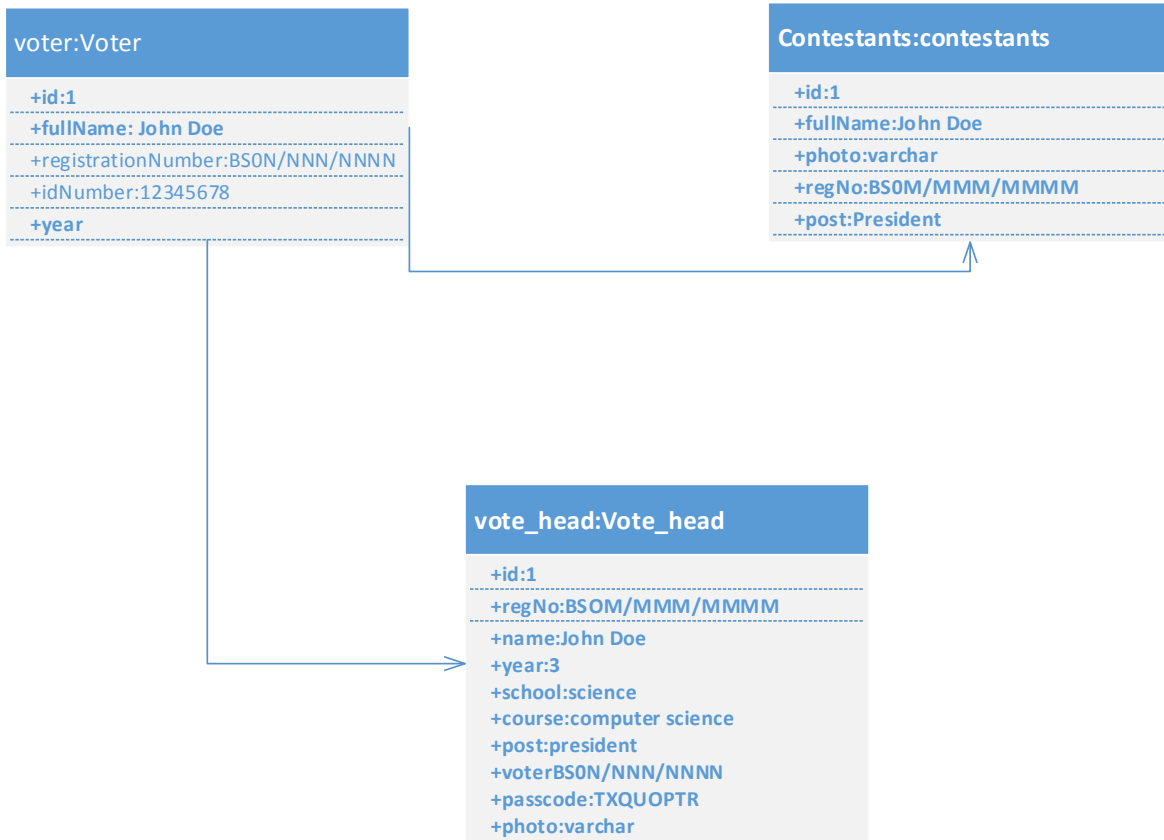 voter:Voter
+id:1
+fullName: John Doe
+registrationNumber:BS0N/NNN/NNNN
+idNumber:12345678
+year
Contestants:contestants
+id:1
+fullName:John Doe
+photo:varchar
+regNo:BS0M/MMM/MMMM
+post:President
vote_head:Vote_head
+id:1
+regNo:BSOM/MMM/MMMM
+name:John Doe
+year:3
+school:science
+course:computer science
+post:president
+voterBS0N/NNN/NNNN
+passcode:TXQUOPTR
+photo:varchar